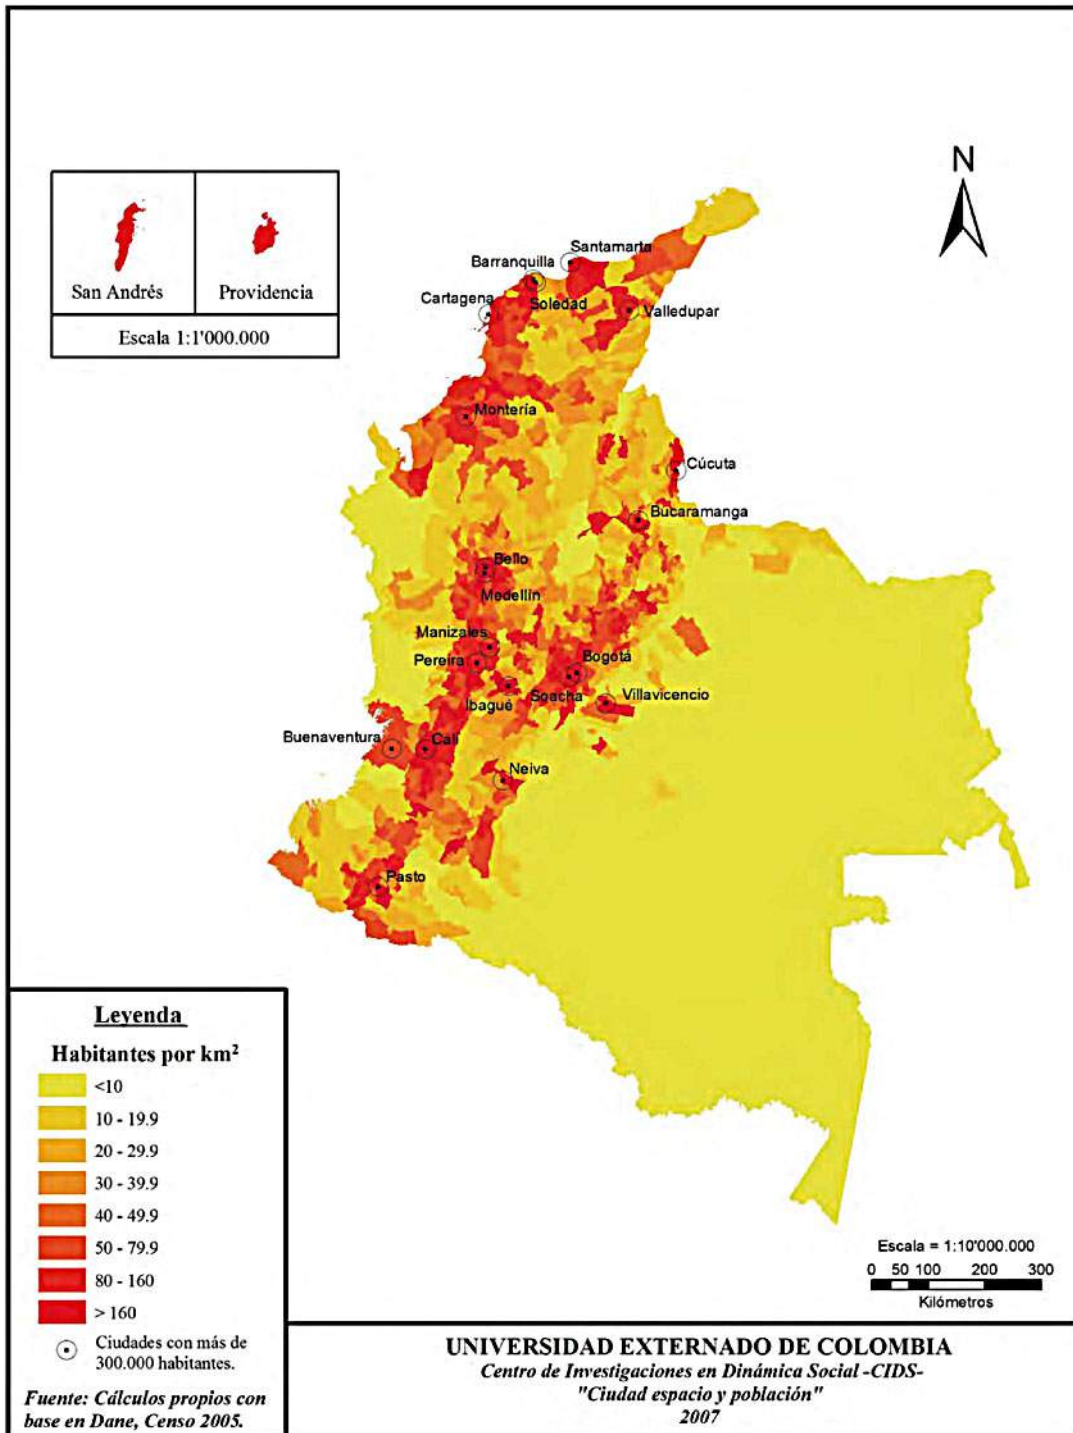 N
San Andrés
Providencia
Escala 1:1'000.000
Santamarta
Barranquilla
Soledad
Cartagena
Valledupar
Montería
Cúcuta
Bucaramanga
Bello
Medellín
Manizales
Pereira
Bogotá
Soacha
Ibagué
Villavicencio
Buenaventura
Cali
Neiva
Pasto
Leyenda
Habitantes por km²
<10
10 - 19.9
20 - 29.9
30 - 39.9
40 - 49.9
50 - 79.9
80 - 160
> 160
Ciudades con más de
300.000 habitantes.
Fuente: Cálculos propios con
base en Dane, Censo 2005.
Escala = 1:10'000.000
0 50 100 200 300
Kilómetros
UNIVERSIDAD EXTERNADO DE COLOMBIA
Centro de Investigaciones en Dinámica Social -CIDS-
"Ciudad espacio y población"
2007